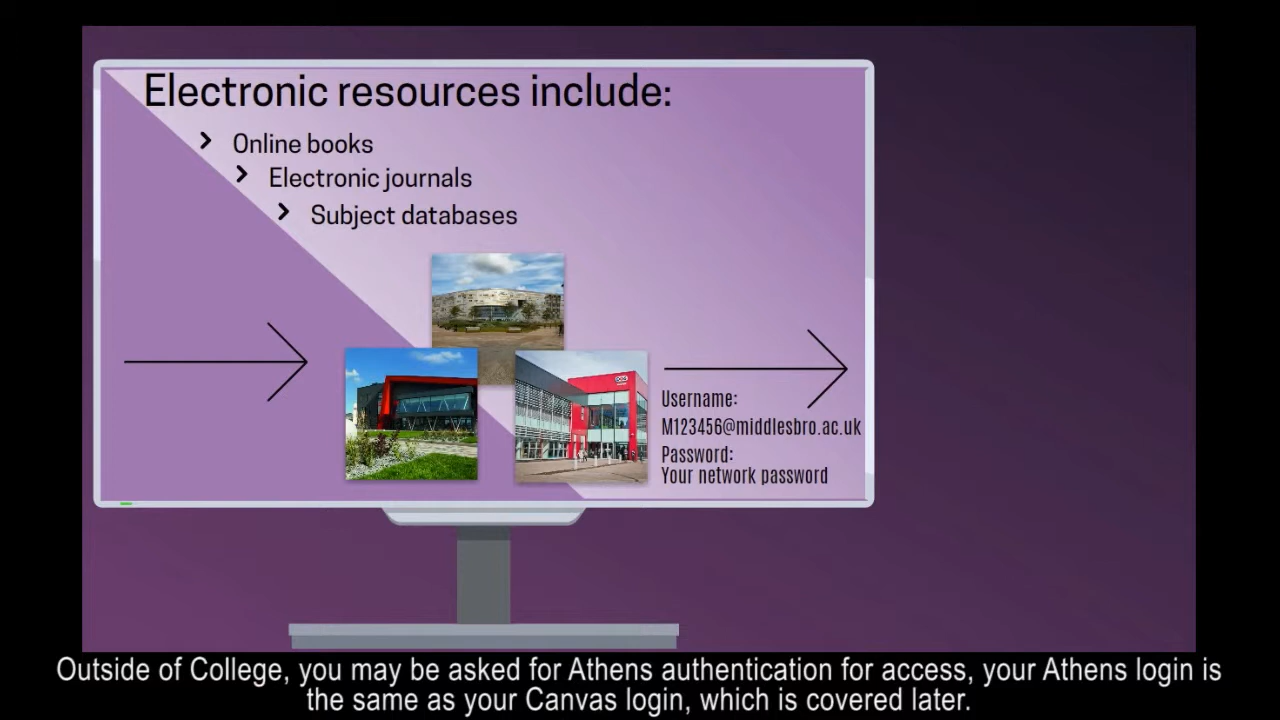 Electronic resources include:
Online books
Electronic journals
Subject databases
Username:
M123456@middlesbro.ac.uk
Password:
Your network password
Outside of College, you may be asked for Athens authentication for access, your Athens login is
the same as your Canvas login, which is covered later.